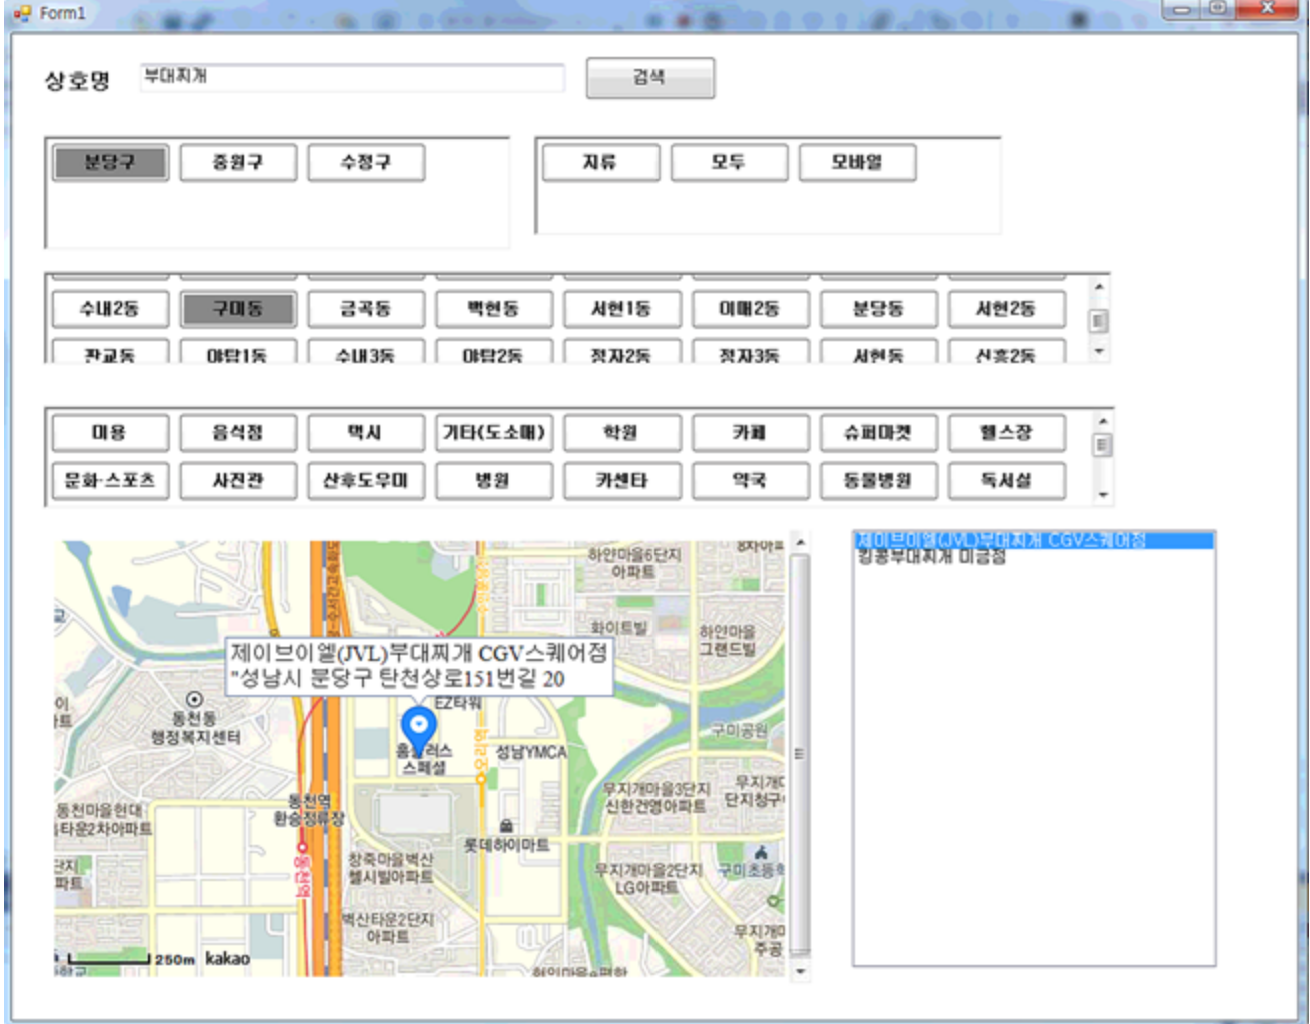 Form1
상호명
부대찌개
검색
분당구 중원구 수정구
지류 모두 모바일
수내2동 구미동 금곡동 백현동 서현1동 이매2동 분당동 서현2동
판교동 야탑1동 수내3동 야탑2동 정자2동 정자3동 서현동 신흥2동
미용 음식점 택시 기타(도소매) 학원 카페 슈퍼마켓 헬스장
문화·스포츠 사진관 산후도우미 병원 카센타 약국 동물병원 독서실
제이브이엘(JVL)부대찌개 CGV스퀘어점
킹콩부대찌개 미금점
하얀마을6단지
아파트
화이트빌
하얀마을
그랜드빌
제이브이엘(JVL)부대찌개 CGV스퀘어점
"성남시 분당구 탄천상로151번길 20
EZ타워
동천동
행정복지센터
구미공원
홈플러스
스페셜
성남YMCA
오리역
무지개마을3단지
신한건영아파트
단지청구
동천마을현대
타운2차아파트
동천역
환승정류장
롯데하이마트
동천역
창죽마을벽산
첼시빌아파트
무지개마을2단지
LG아파트
구미초등학
벽산타운2단지
아파트
주공
250m kakao